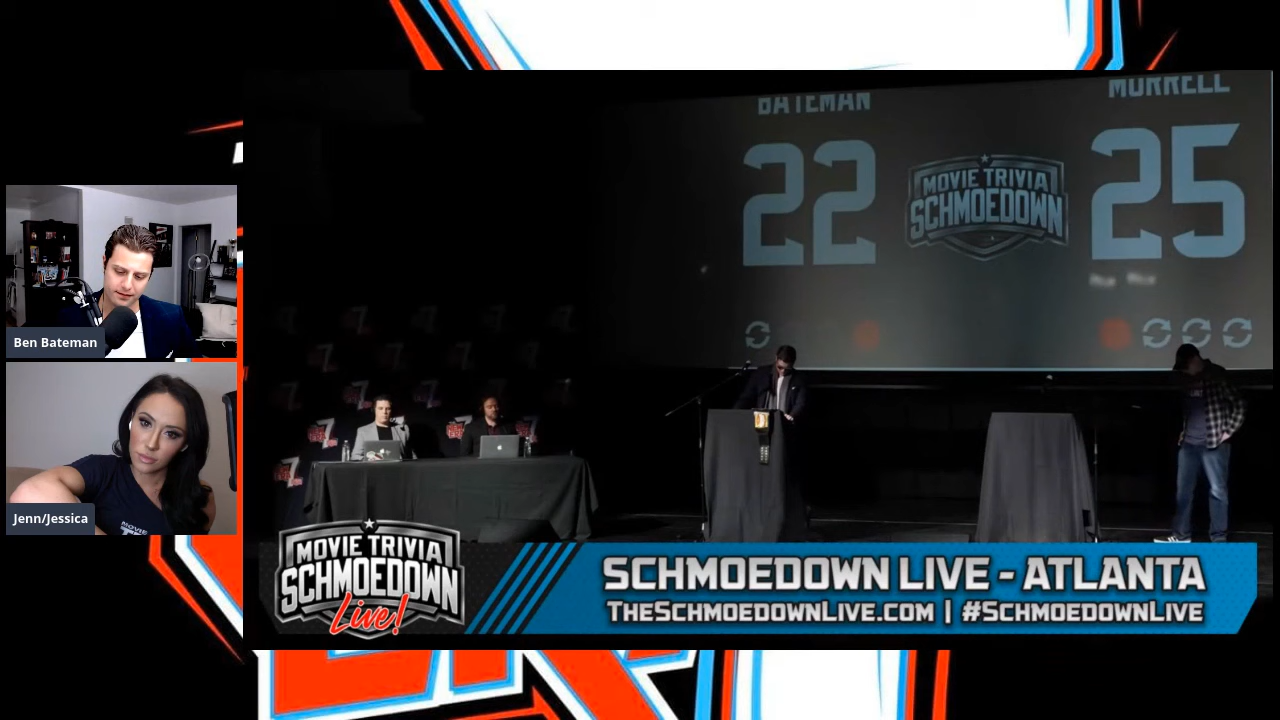 BATEMAN
MURRELL
22
25
MOVIE TRIVIA
SCHMOEDOWN
Ben Bateman
Jenn/Jessica
MOVIE
MOVIE TRIVIA
SCHMOEDOWN
Live!
SCHMOEDOWN LIVE - ATLANTA
THESCHMOEDOWNLIVE.COM | #SCHMOEDOWNLIVE